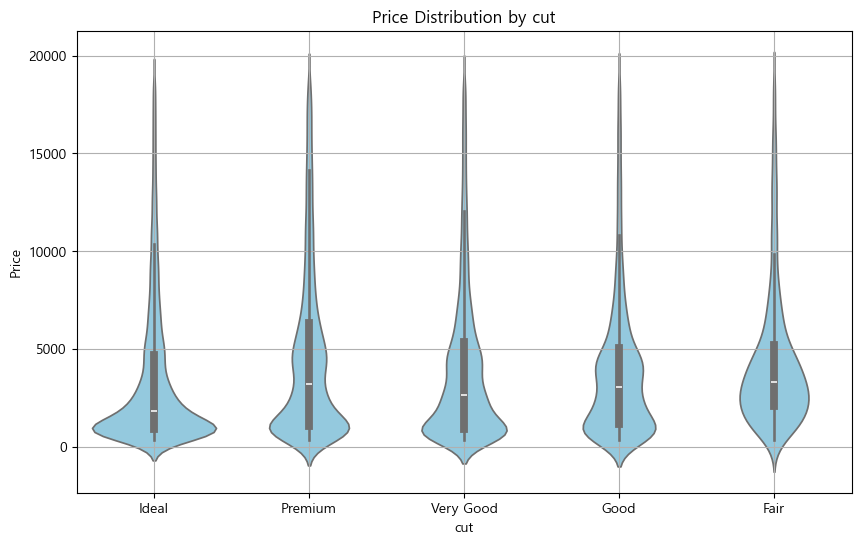 Price Distribution by cut
20000
15000
10000
5000
0
Price
Ideal
Premium
Very Good
Good
Fair
cut